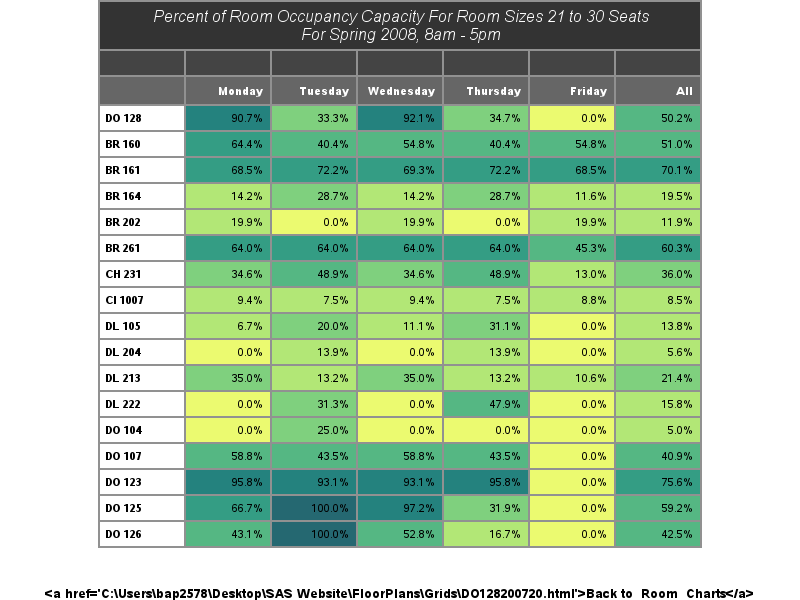 Percent of Room Occupancy Capacity For Room Sizes 21 to 30 Seats
For Spring 2008, 8am - 5pm
Monday Tuesday Wednesday Thursday Friday All
DO 128 90.7% 33.3% 92.1% 34.7% 0.0% 50.2%
BR 160 64.4% 40.4% 54.8% 40.4% 54.8% 51.0%
BR 161 68.5% 72.2% 69.3% 72.2% 68.5% 70.1%
BR 164 14.2% 28.7% 14.2% 28.7% 11.6% 19.5%
BR 202 19.9% 0.0% 19.9% 0.0% 19.9% 11.9%
BR 261 64.0% 64.0% 64.0% 64.0% 45.3% 60.3%
CH 231 34.6% 48.9% 34.6% 48.9% 13.0% 36.0%
CI 1007 9.4% 7.5% 9.4% 7.5% 8.8% 8.5%
DL 105 6.7% 20.0% 11.1% 31.1% 0.0% 13.8%
DL 204 0.0% 13.9% 0.0% 13.9% 0.0% 5.6%
DL 213 35.0% 13.2% 35.0% 13.2% 10.6% 21.4%
DL 222 0.0% 31.3% 0.0% 47.9% 0.0% 15.8%
DO 104 0.0% 25.0% 0.0% 0.0% 0.0% 5.0%
DO 107 58.8% 43.5% 58.8% 43.5% 0.0% 40.9%
DO 123 95.8% 93.1% 93.1% 95.8% 0.0% 75.6%
DO 125 66.7% 100.0% 97.2% 31.9% 0.0% 59.2%
DO 126 43.1% 100.0% 52.8% 16.7% 0.0% 42.5%
<a href='C:\Users\bap2578\Desktop\SAS Website\FloorPlans\Grids\DO128200720.html'>Back to Room Charts</a>